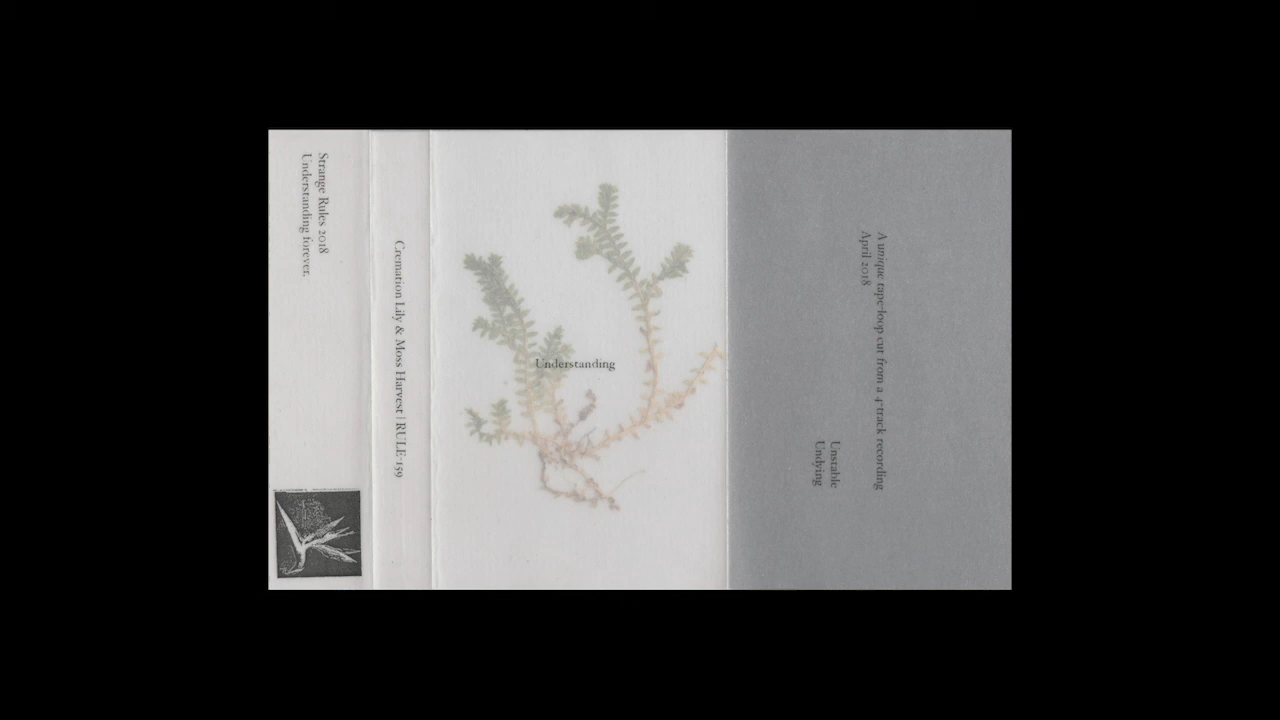 Strange Rules 2018
Understanding forever.
Cremation Lily & Moss Harvest | RULE-159
Understanding
A unique tape-loop cut from a 4-track recording
April 2018
Unstable
Undying